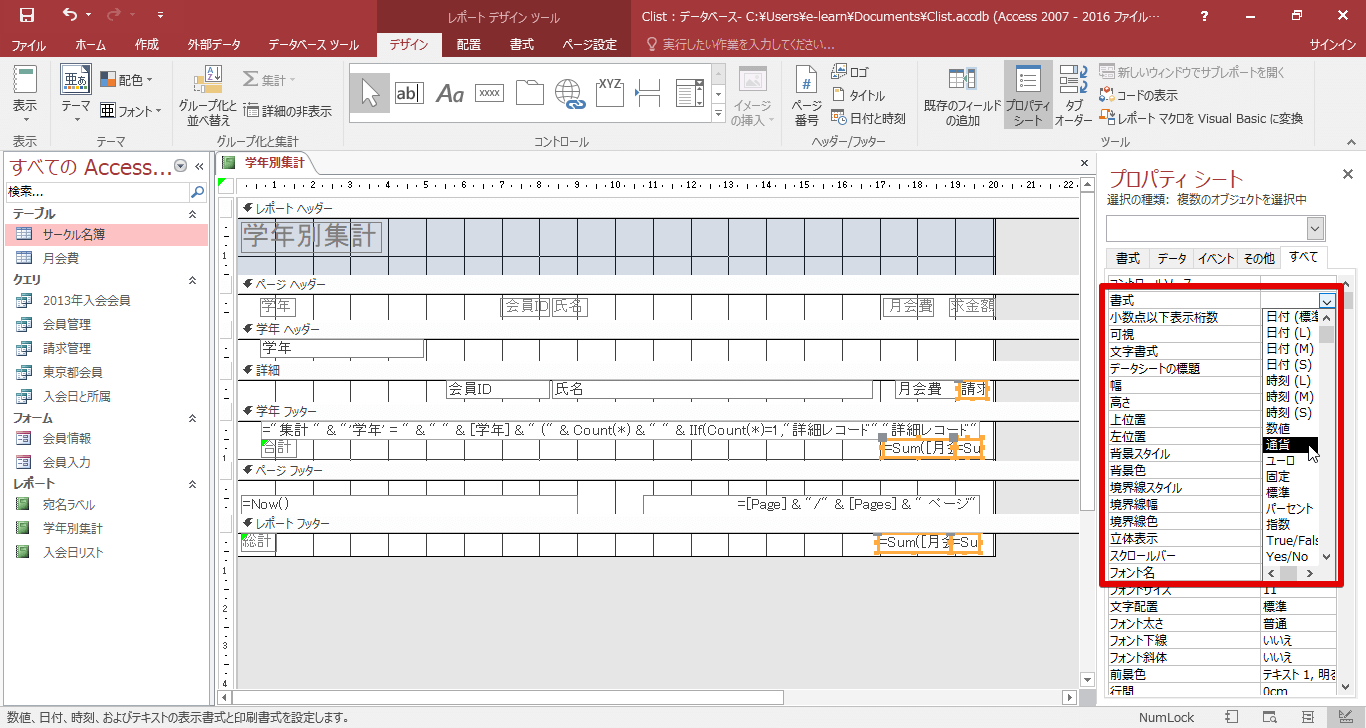 レポート デザイン ツール
Clist : データベース- C:¥Users¥e-learn¥Documents¥Clist.accdb (Access 2007 - 2016 ファイル…
?
ファイル ホーム 作成 外部データ データベース ツール デザイン 配置 書式 ページ設定 実行したい作業を入力してください... サインイン
表示
テーマ
亜あ
配色
フォント
グループ化と
並べ替え
集計
詳細の非表示
ab|
Aa
xxxx
XYZ
イメージ
の挿入
ページ
番号
ロゴ
タイトル
日付と時刻
既存のフィールド
の追加
プロパティ
シート
タブ
オーダー
新しいウィンドウでサブレポートを開く
コードの表示
レポート マクロを Visual Basic に変換
表示 テーマ グループ化と集計 コントロール ヘッダー/フッター ツール
すべての Access...
検索...
テーブル
サークル名簿
月会費
クエリ
2013年入会会員
会員管理
請求管理
東京都会員
入会日と所属
フォーム
会員情報
会員入力
レポート
宛名ラベル
学年別集計
入会日リスト
学年別集計
1 2 3 4 5 6 7 8 9 10 11 12 13 14 15 16 17 18 19 20 21 22
レポート ヘッダー
学年別集計
1
ページ ヘッダー
学年 会員ID 氏名 月会費 求金額
学年 ヘッダー
学年
詳細
会員ID 氏名 月会費 請求
学年 フッター
="集計 " & "'学年' = " & " " & [学年] & " (" & Count(*) & " " & IIf(Count(*)=1,"詳細レコード","詳細レコード"
合計 =Sum([月会 =Su
1
ページ フッター
=Now() =[Page] & "/" & [Pages] & " ページ"
レポート フッター
総計 =Sum([月会 =Su
1
2
3
4
プロパティ シート
選択の種類: 複数のオブジェクトを選択中
書式 データ イベント その他 すべて
コントロールソース
書式
小数点以下表示桁数
可視
文字書式
データシートの標題
幅
高さ
上位置
左位置
背景スタイル
背景色
境界線スタイル
境界線幅
境界線色
立体表示
スクロールバー
フォント名
日付 (標準
日付 (L)
日付 (M)
日付 (S)
時刻 (L)
時刻 (M)
時刻 (S)
数値
通貨
ユーロ
固定
標準
パーセント
指数
True/Fals
Yes/No
フォントサイズ 11
文字配置 標準
フォント太さ 普通
フォント下線 いいえ
フォント斜体 いいえ
前景色 テキスト 1, 明る
行間 0cm
数値、日付、時刻、およびテキストの表示書式と印刷書式を設定します。
NumLock